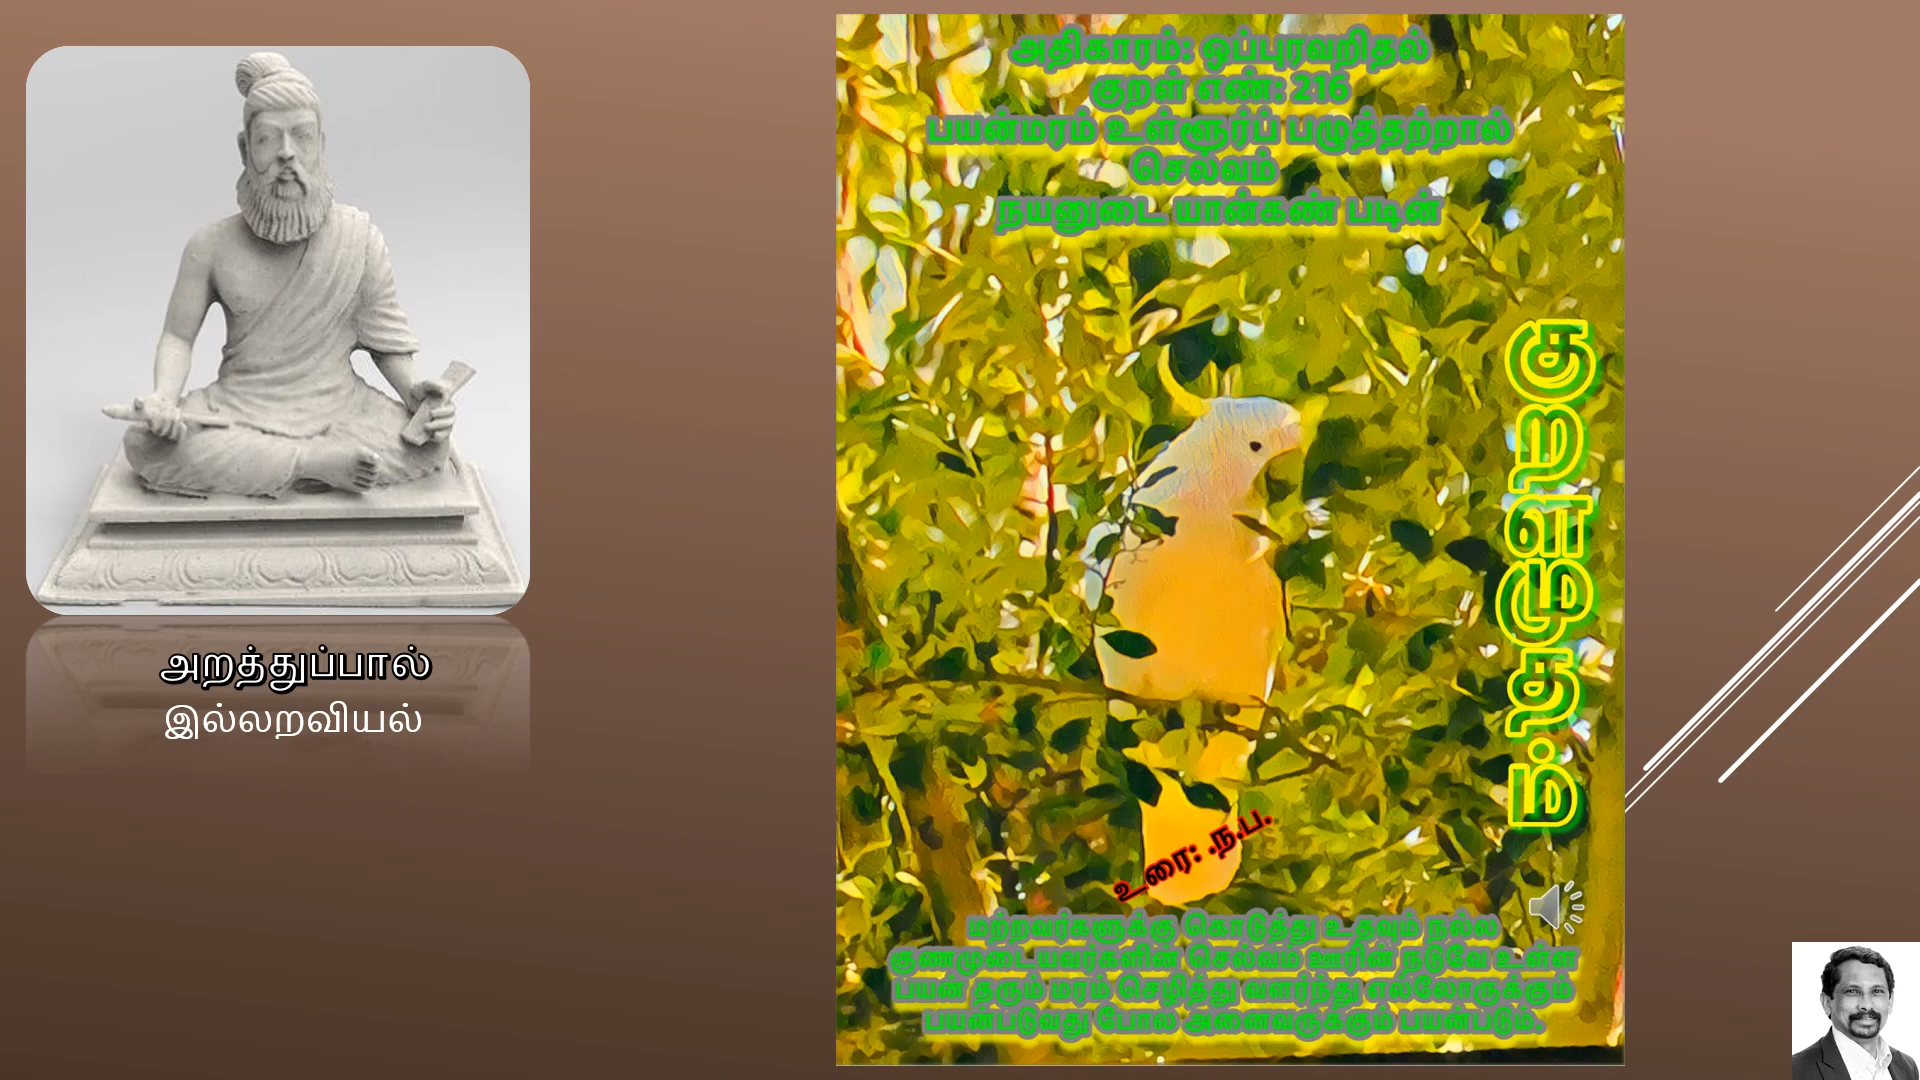 அறத்துப்பால்
இல்லறவியல்
அதிகாரம்: ஒப்புரவறிதல்
குறள் எண்: 216
பயன்மரம் உள்ளூர்ப் பழுத்தற்றால்
செல்வம்
நயனுடை யான்கண் படின்
குறளமுத.ந
உரை: .ந.ப.
மற்றவர்களுக்கு கொடுத்து உதவும் நல்ல
குணமுடையவர்களின் செல்வம் ஊரின் நடுவே உள்ள
பயன் தரும் மரம் செழித்து வளர்ந்து எல்லோருக்கும்
பயன்படுவது போல அனைவருக்கும் பயன்படும்.